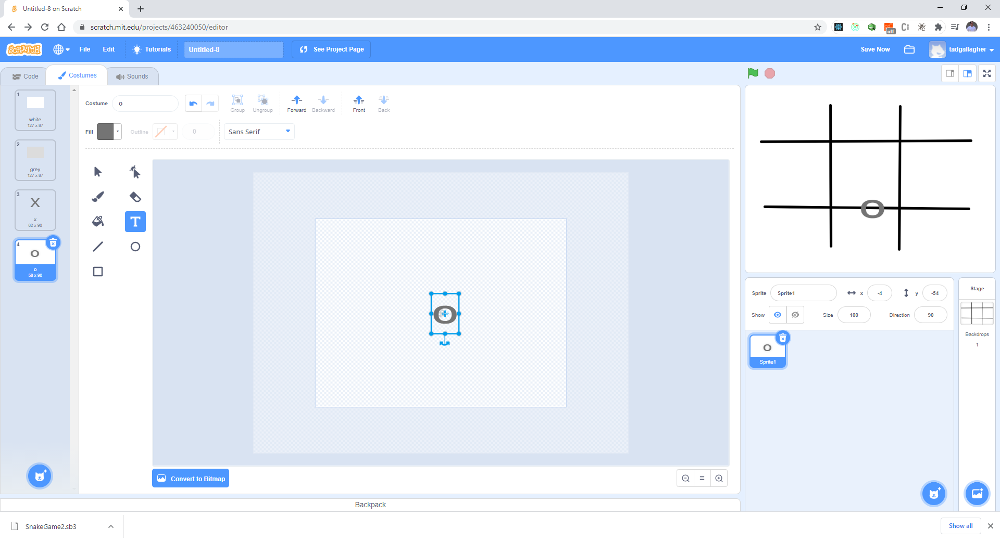 Untitled-8 on Scratch
scratch.mit.edu/projects/463240050/editor
off
SCRATCH
File
Edit
Tutorials
Untitled-8
See Project Page
Save Now
tadgallagher
Code
Costumes
Sounds
Costume
o
Group
Ungroup
Forward
Backward
Front
Back
Fill
Outline
0
Sans Serif
1
white
127 x 87
2
grey
127 x 87
3
X
x
62 x 90
4
o
o
58 x 90
T
o
Convert to Bitmap
Backpack
o
Sprite
Sprite1
x
-4
y
-54
Show
Size
100
Direction
90
o
Sprite1
Stage
Backdrops
1
SnakeGame2.sb3
Show all